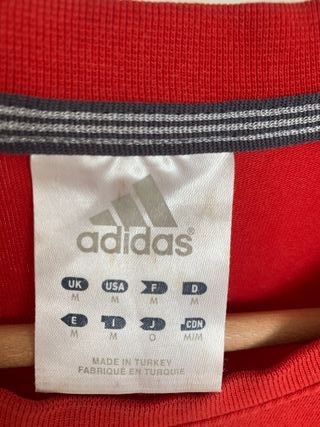 adidas
UK USA F D
M M M M
E I J CDN
M M O M/M
MADE IN TURKEY
FABRIQUÉ EN TURQUIE